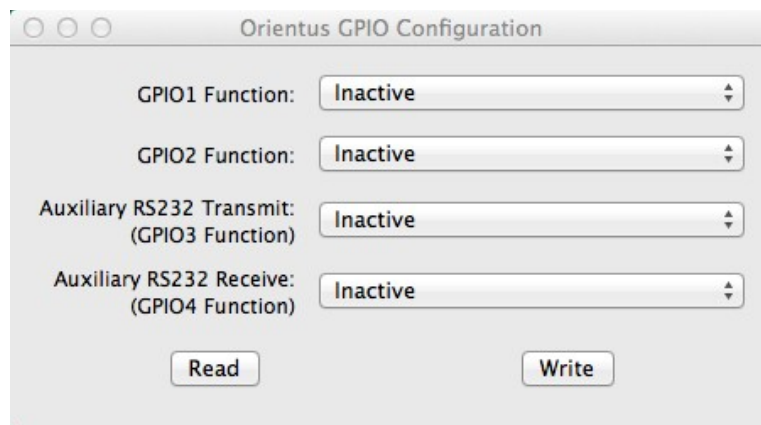 Orientus GPIO Configuration
GPIO1 Function: Inactive
GPIO2 Function: Inactive
Auxiliary RS232 Transmit:
(GPIO3 Function)
Inactive
Auxiliary RS232 Receive:
(GPIO4 Function)
Inactive
Read Write